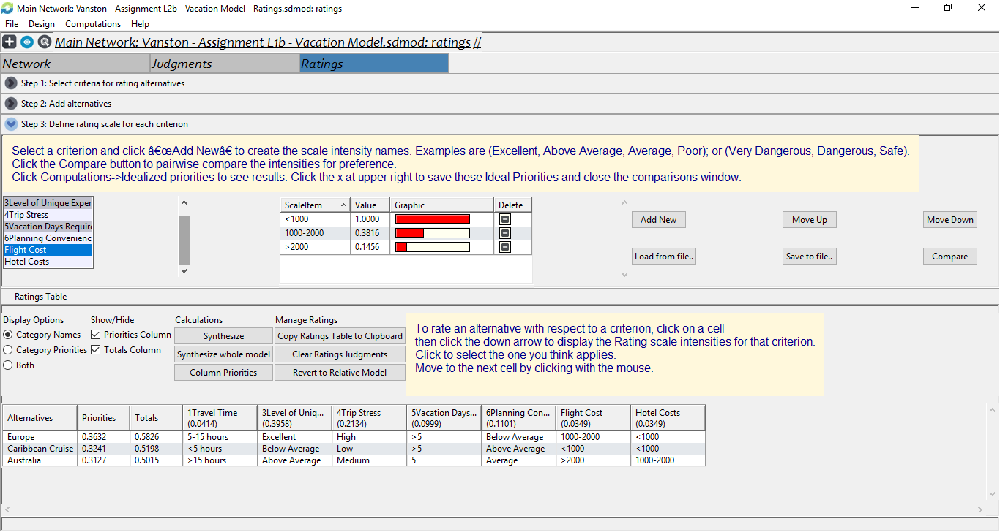 Main Network: Vanston - Assignment L2b - Vacation Model - Ratings.sdmod: ratings
File Design Computations Help
Main Network: Vanston - Assignment L1b - Vacation Model.sdmod: ratings //
Network Judgments Ratings
Step 1: Select criteria for rating alternatives
Step 2: Add alternatives
Step 3: Define rating scale for each criterion
Select a criterion and click â€œAdd Newâ€ to create the scale intensity names. Examples are (Excellent, Above Average, Average, Poor); or (Very Dangerous, Dangerous, Safe).
Click the Compare button to pairwise compare the intensities for preference.
Click Computations->Idealized priorities to see results. Click the x at upper right to save these Ideal Priorities and close the comparisons window.
3Level of Unique Exper
4Trip Stress
5Vacation Days Require
6Planning Convenienc
Flight Cost
Hotel Costs
ScaleItem Value Graphic Delete
<1000 1.0000
1000-2000 0.3816
>2000 0.1456
Add New Move Up Move Down
Load from file.. Save to file.. Compare
Ratings Table
Display Options Show/Hide Calculations Manage Ratings
Category Names Priorities Column Synthesize Copy Ratings Table to Clipboard
Category Priorities Totals Column Synthesize whole model Clear Ratings Judgments
Both Column Priorities Revert to Relative Model
To rate an alternative with respect to a criterion, click on a cell
then click the down arrow to display the Rating scale intensities for that criterion.
Click to select the one you think applies.
Move to the next cell by clicking with the mouse.
Alternatives Priorities Totals 1Travel Time (0.0414) 3Level of Uniq... (0.3958) 4Trip Stress (0.2134) 5Vacation Days... (0.0999) 6Planning Con... (0.1101) Flight Cost (0.0349) Hotel Costs (0.0349)
Europe 0.3632 0.5826 5-15 hours Excellent High >5 Below Average 1000-2000 <1000
Caribbean Cruise 0.3241 0.5198 <5 hours Below Average Low >5 Above Average <1000 <1000
Australia 0.3127 0.5015 >15 hours Above Average Medium 5 Average >2000 1000-2000